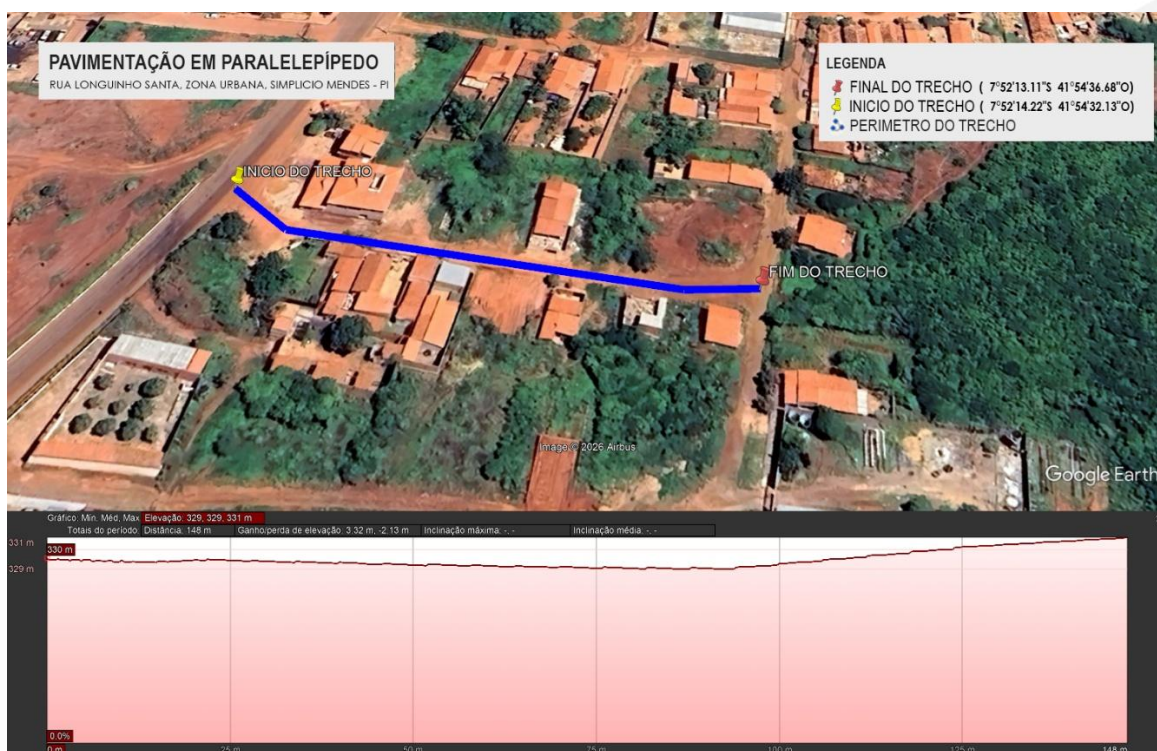 PAVIMENTAÇÃO EM PARALELEPÍPEDO
RUA LONGUINHO SANTA, ZONA URBANA, SIMPLICIO MENDES - PI
LEGENDA
FINAL DO TRECHO ( 7°52'13.11"S 41°54'36.68"O)
INICIO DO TRECHO ( 7°52'14.22"S 41°54'32.13"O)
PERIMETRO DO TRECHO
INICIO DO TRECHO
FIM DO TRECHO
Image © 2026 Airbus
Google Earth
Gráfico: Min, Méd, Max Elevação: 329, 329, 331 m
Totais do período: Distância: 148 m Ganho/perda de elevação: 3.32 m, -2.13 m Inclinação máxima: -, - Inclinação média: -, -
331 m
330 m
329 m
0.0%
0 m 25 m 50 m 75 m 100 m 125 m 148 m